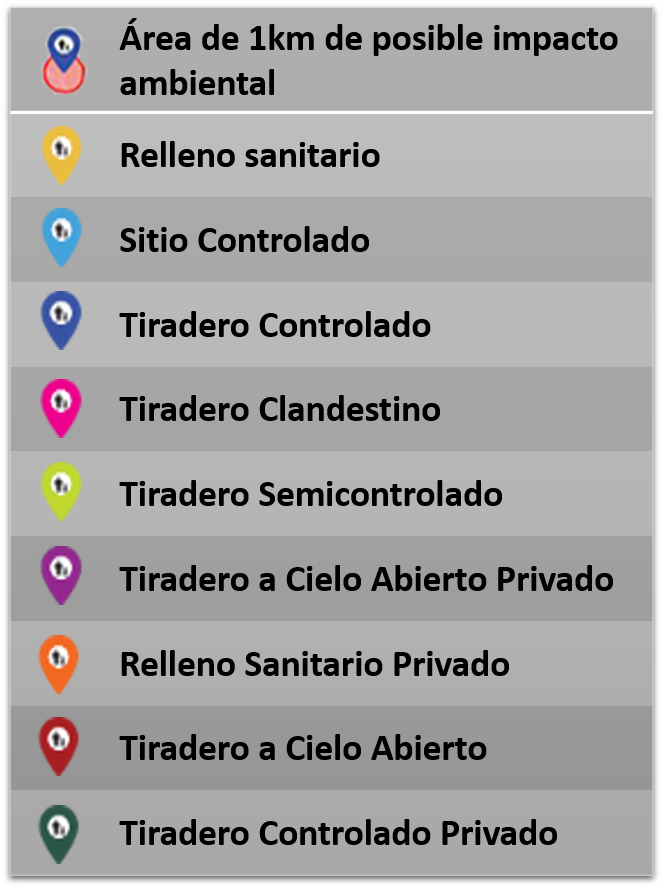 Área de 1km de posible impacto
ambiental
Relleno sanitario
Sitio Controlado
Tiradero Controlado
Tiradero Clandestino
Tiradero Semicontrolado
Tiradero a Cielo Abierto Privado
Relleno Sanitario Privado
Tiradero a Cielo Abierto
Tiradero Controlado Privado